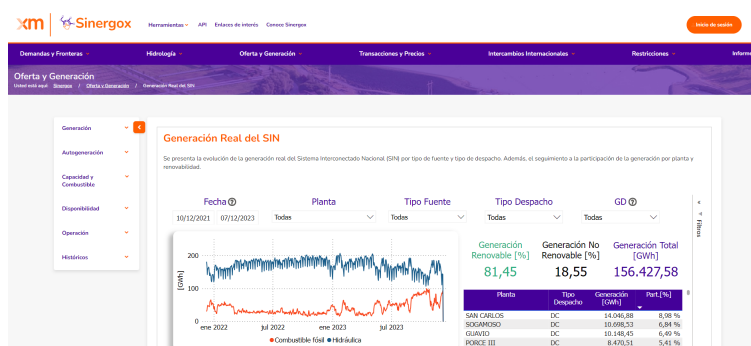 xm Sinergox Herramientas API Enlaces de interés Conoce Sinergox Inicio de sesión
Demandas y Fronteras Hidrología Oferta y Generación Transacciones y Precios Intercambios Internacionales Restricciones Informe
Oferta y Generación
Usted está aquí Sinergox / Oferta y Generación / Generación Real del SIN
Generación
Autogeneración
Capacidad y
Combustible
Disponibilidad
Operación
Históricos
Generación Real del SIN
Se presenta la evolución de la generación real del Sistema Interconectado Nacional (SIN) por tipo de fuente y tipo de despacho. Además, el seguimiento a la participación de la generación por planta y
renovabilidad.
Fecha Planta Tipo Fuente Tipo Despacho GD
10/12/2021 07/12/2023 Todas Todas Todas Todas
Filtros
200
100
0
[GWh]
ene 2022 jul 2022 ene 2023 jul 2023
Combustible fósil Hidráulica
Generación
Renovable [%]
81,45
Generación No
Renovable [%]
18,55
Generación Total
[GWh]
156.427,58
Planta Tipo Despacho Generación [GWh] Part.[%]
SAN CARLOS DC 14.046,88 8,98 %
SOGAMOSO DC 10.698,53 6,84 %
GUAVIO DC 10.148,45 6,49 %
PORCE III DC 8.470,51 5,41 %